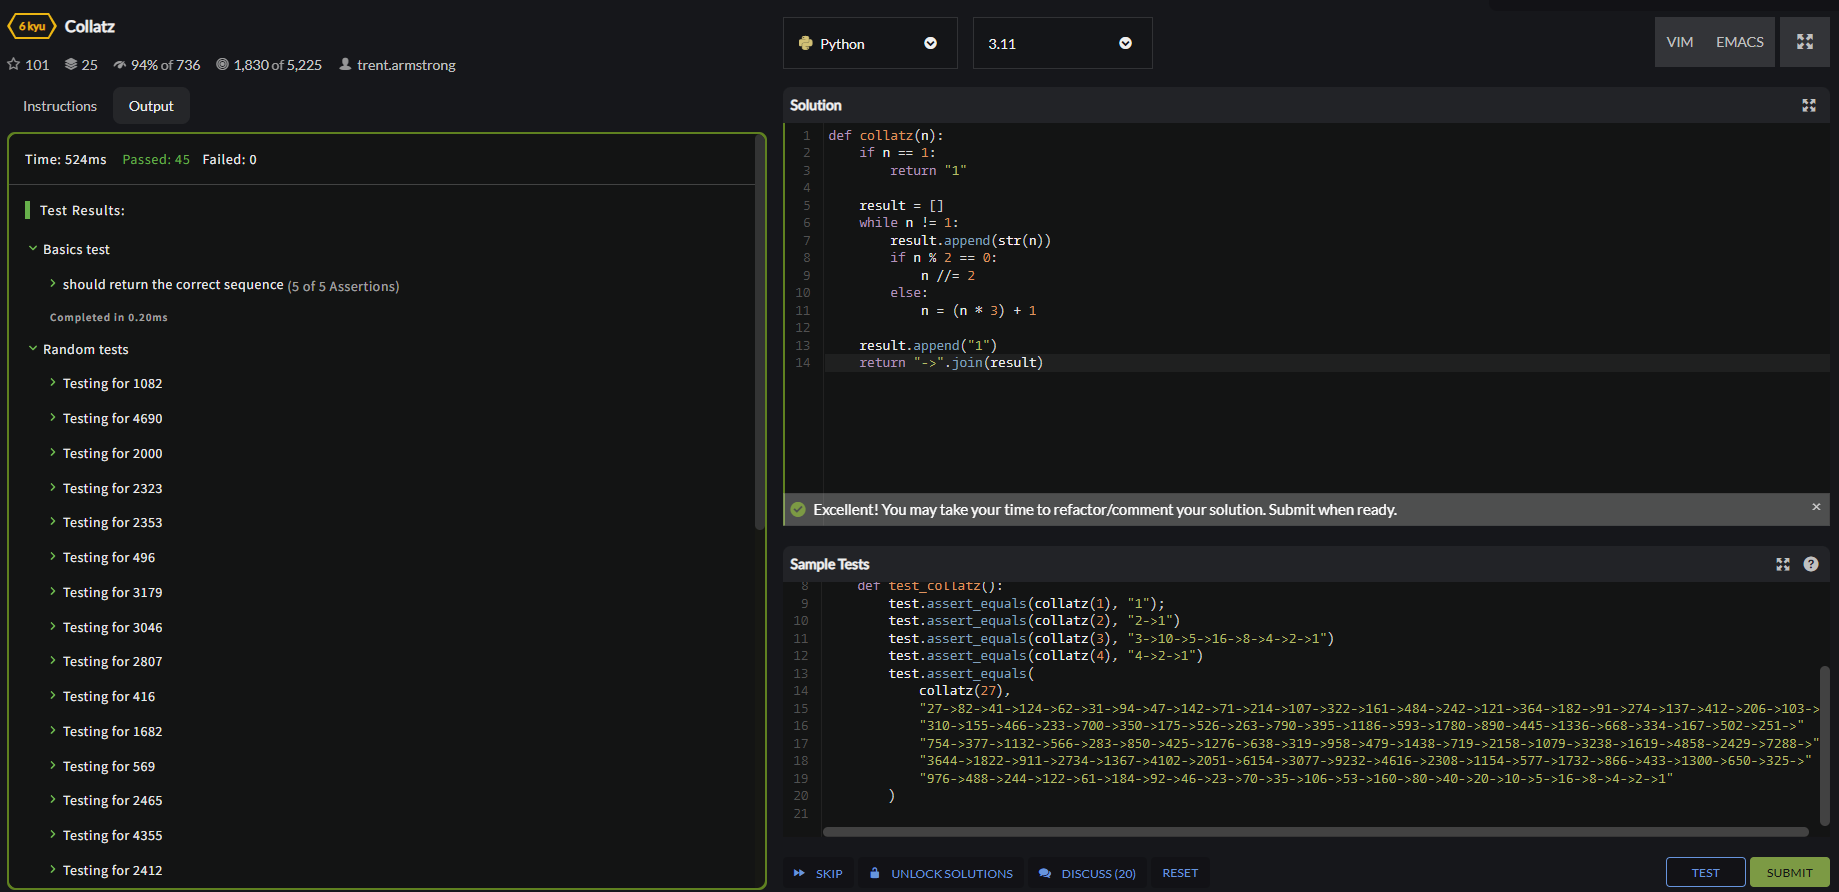 6 kyu Collatz
101 25 94% of 736 1,830 of 5,225 trent.armstrong
Instructions Output
Time: 524ms Passed: 45 Failed: 0
Test Results:
Basics test
should return the correct sequence (5 of 5 Assertions)
Completed in 0.20ms
Random tests
Testing for 1082
Testing for 4690
Testing for 2000
Testing for 2323
Testing for 2353
Testing for 496
Testing for 3179
Testing for 3046
Testing for 2807
Testing for 416
Testing for 1682
Testing for 569
Testing for 2465
Testing for 4355
Testing for 2412
Python 3.11 VIM EMACS
Solution
1 def collatz(n):
2     if n == 1:
3         return "1"
4
5     result = []
6     while n != 1:
7         result.append(str(n))
8         if n % 2 == 0:
9             n //= 2
10         else:
11             n = (n * 3) + 1
12
13     result.append("1")
14     return "->".join(result)
Excellent! You may take your time to refactor/comment your solution. Submit when ready. ×
Sample Tests ?
8     def test_collatz():
9         test.assert_equals(collatz(1), "1");
10         test.assert_equals(collatz(2), "2->1")
11         test.assert_equals(collatz(3), "3->10->5->16->8->4->2->1")
12         test.assert_equals(collatz(4), "4->2->1")
13         test.assert_equals(
14             collatz(27),
15             "27->82->41->124->62->31->94->47->142->71->214->107->322->161->484->242->121->364->182->91->274->137->412->206->103->
16             "310->155->466->233->700->350->175->526->263->790->395->1186->593->1780->890->445->1336->668->334->167->502->251->"
17             "754->377->1132->566->283->850->425->1276->638->319->958->479->1438->719->2158->1079->3238->1619->4858->2429->7288->"
18             "3644->1822->911->2734->1367->4102->2051->6154->3077->9232->4616->2308->1154->577->1732->866->433->1300->650->325->"
19             "976->488->244->122->61->184->92->46->23->70->35->106->53->160->80->40->20->10->5->16->8->4->2->1"
20         )
21
SKIP UNLOCK SOLUTIONS DISCUSS (20) RESET TEST SUBMIT